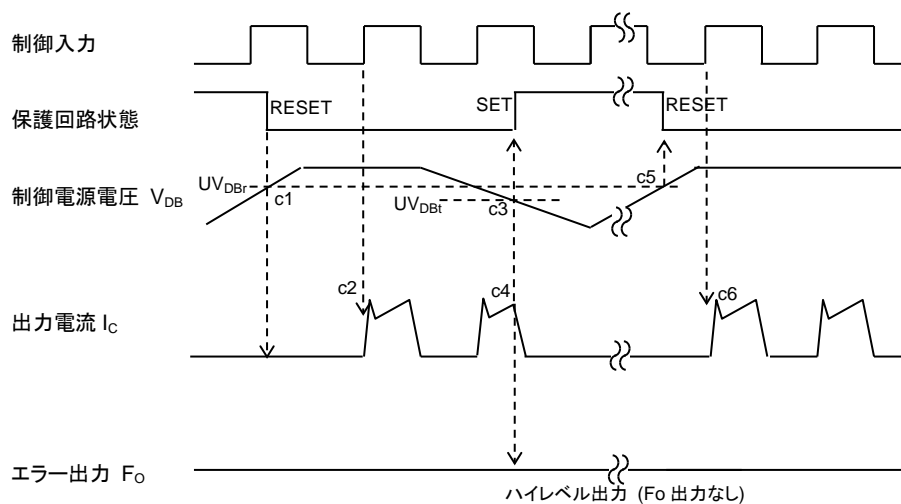 制御入力
保護回路状態
RESET
SET
RESET
制御電源電圧 VDB
UVDBr
c1
UVDBt
c3
c5
出力電流 IC
c2
c4
c6
エラー出力 FO
ハイレベル出力 (Fo 出力なし)